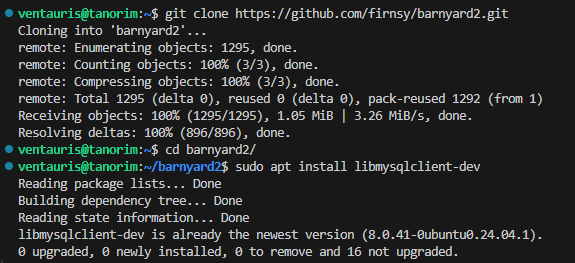 ventauris@tanorim:~$ git clone https://github.com/firnsy/barnyard2.git
Cloning into 'barnyard2'...
remote: Enumerating objects: 1295, done.
remote: Counting objects: 100% (3/3), done.
remote: Compressing objects: 100% (3/3), done.
remote: Total 1295 (delta 0), reused 0 (delta 0), pack-reused 1292 (from 1)
Receiving objects: 100% (1295/1295), 1.05 MiB | 3.26 MiB/s, done.
Resolving deltas: 100% (896/896), done.
ventauris@tanorim:~$ cd barnyard2/
ventauris@tanorim:~/barnyard2$ sudo apt install libmysqlclient-dev
Reading package lists... Done
Building dependency tree... Done
Reading state information... Done
libmysqlclient-dev is already the newest version (8.0.41-0ubuntu0.24.04.1).
0 upgraded, 0 newly installed, 0 to remove and 16 not upgraded.